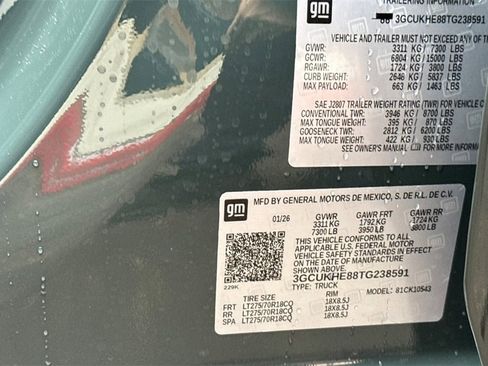 gm
TRAILERING INFORMATION
3GCUKHE88TG238591
VEHICLE AND TRAILER MUST NOT EXCEED ANY OF T
GVWR: 3311 KG / 7300 LBS
GCWR: 6804 KG / 15000 LBS
RGAWR: 1724 KG / 3800 LBS
CURB WEIGHT: 2646 KG / 5837 LBS
MAX PAYLOAD: 663 KG / 1463 LBS
SAE J2807 TRAILER WEIGHT RATING (TWR) FOR VEHICLE C
CONVENTIONAL TWR: 3946 KG / 8700 LBS
MAX TONGUE WEIGHT: 395 KG / 870 LBS
GOOSENECK TWR: 2812 KG / 6200 LBS
MAX TONGUE WEIGHT: 422 KG / 930 LBS
SEE OWNER'S MANUAL FOR MORE INFORMATION
gm
MFD BY GENERAL MOTORS DE MEXICO, S. DE R.L. DE C.V.
01/26 GVWR GAWR FRT GAWR RR
3311 KG 1792 KG 1724 KG
7300 LB 3950 LB 3800 LB
THIS VEHICLE CONFORMS TO ALL
APPLICABLE U.S. FEDERAL MOTOR
VEHICLE SAFETY STANDARDS IN EFFECT
ON THE DATE OF MANUFACTURE
SHOWN ABOVE.
3GCUKHE88TG238591
229K TYPE: TRUCK MODEL: 81CK10543
TIRE SIZE RIM
FRT LT275/70R18CQ 18X8.5J
RR LT275/70R18CQ 18X8.5J
SPA LT275/70R18CQ 18X8.5J